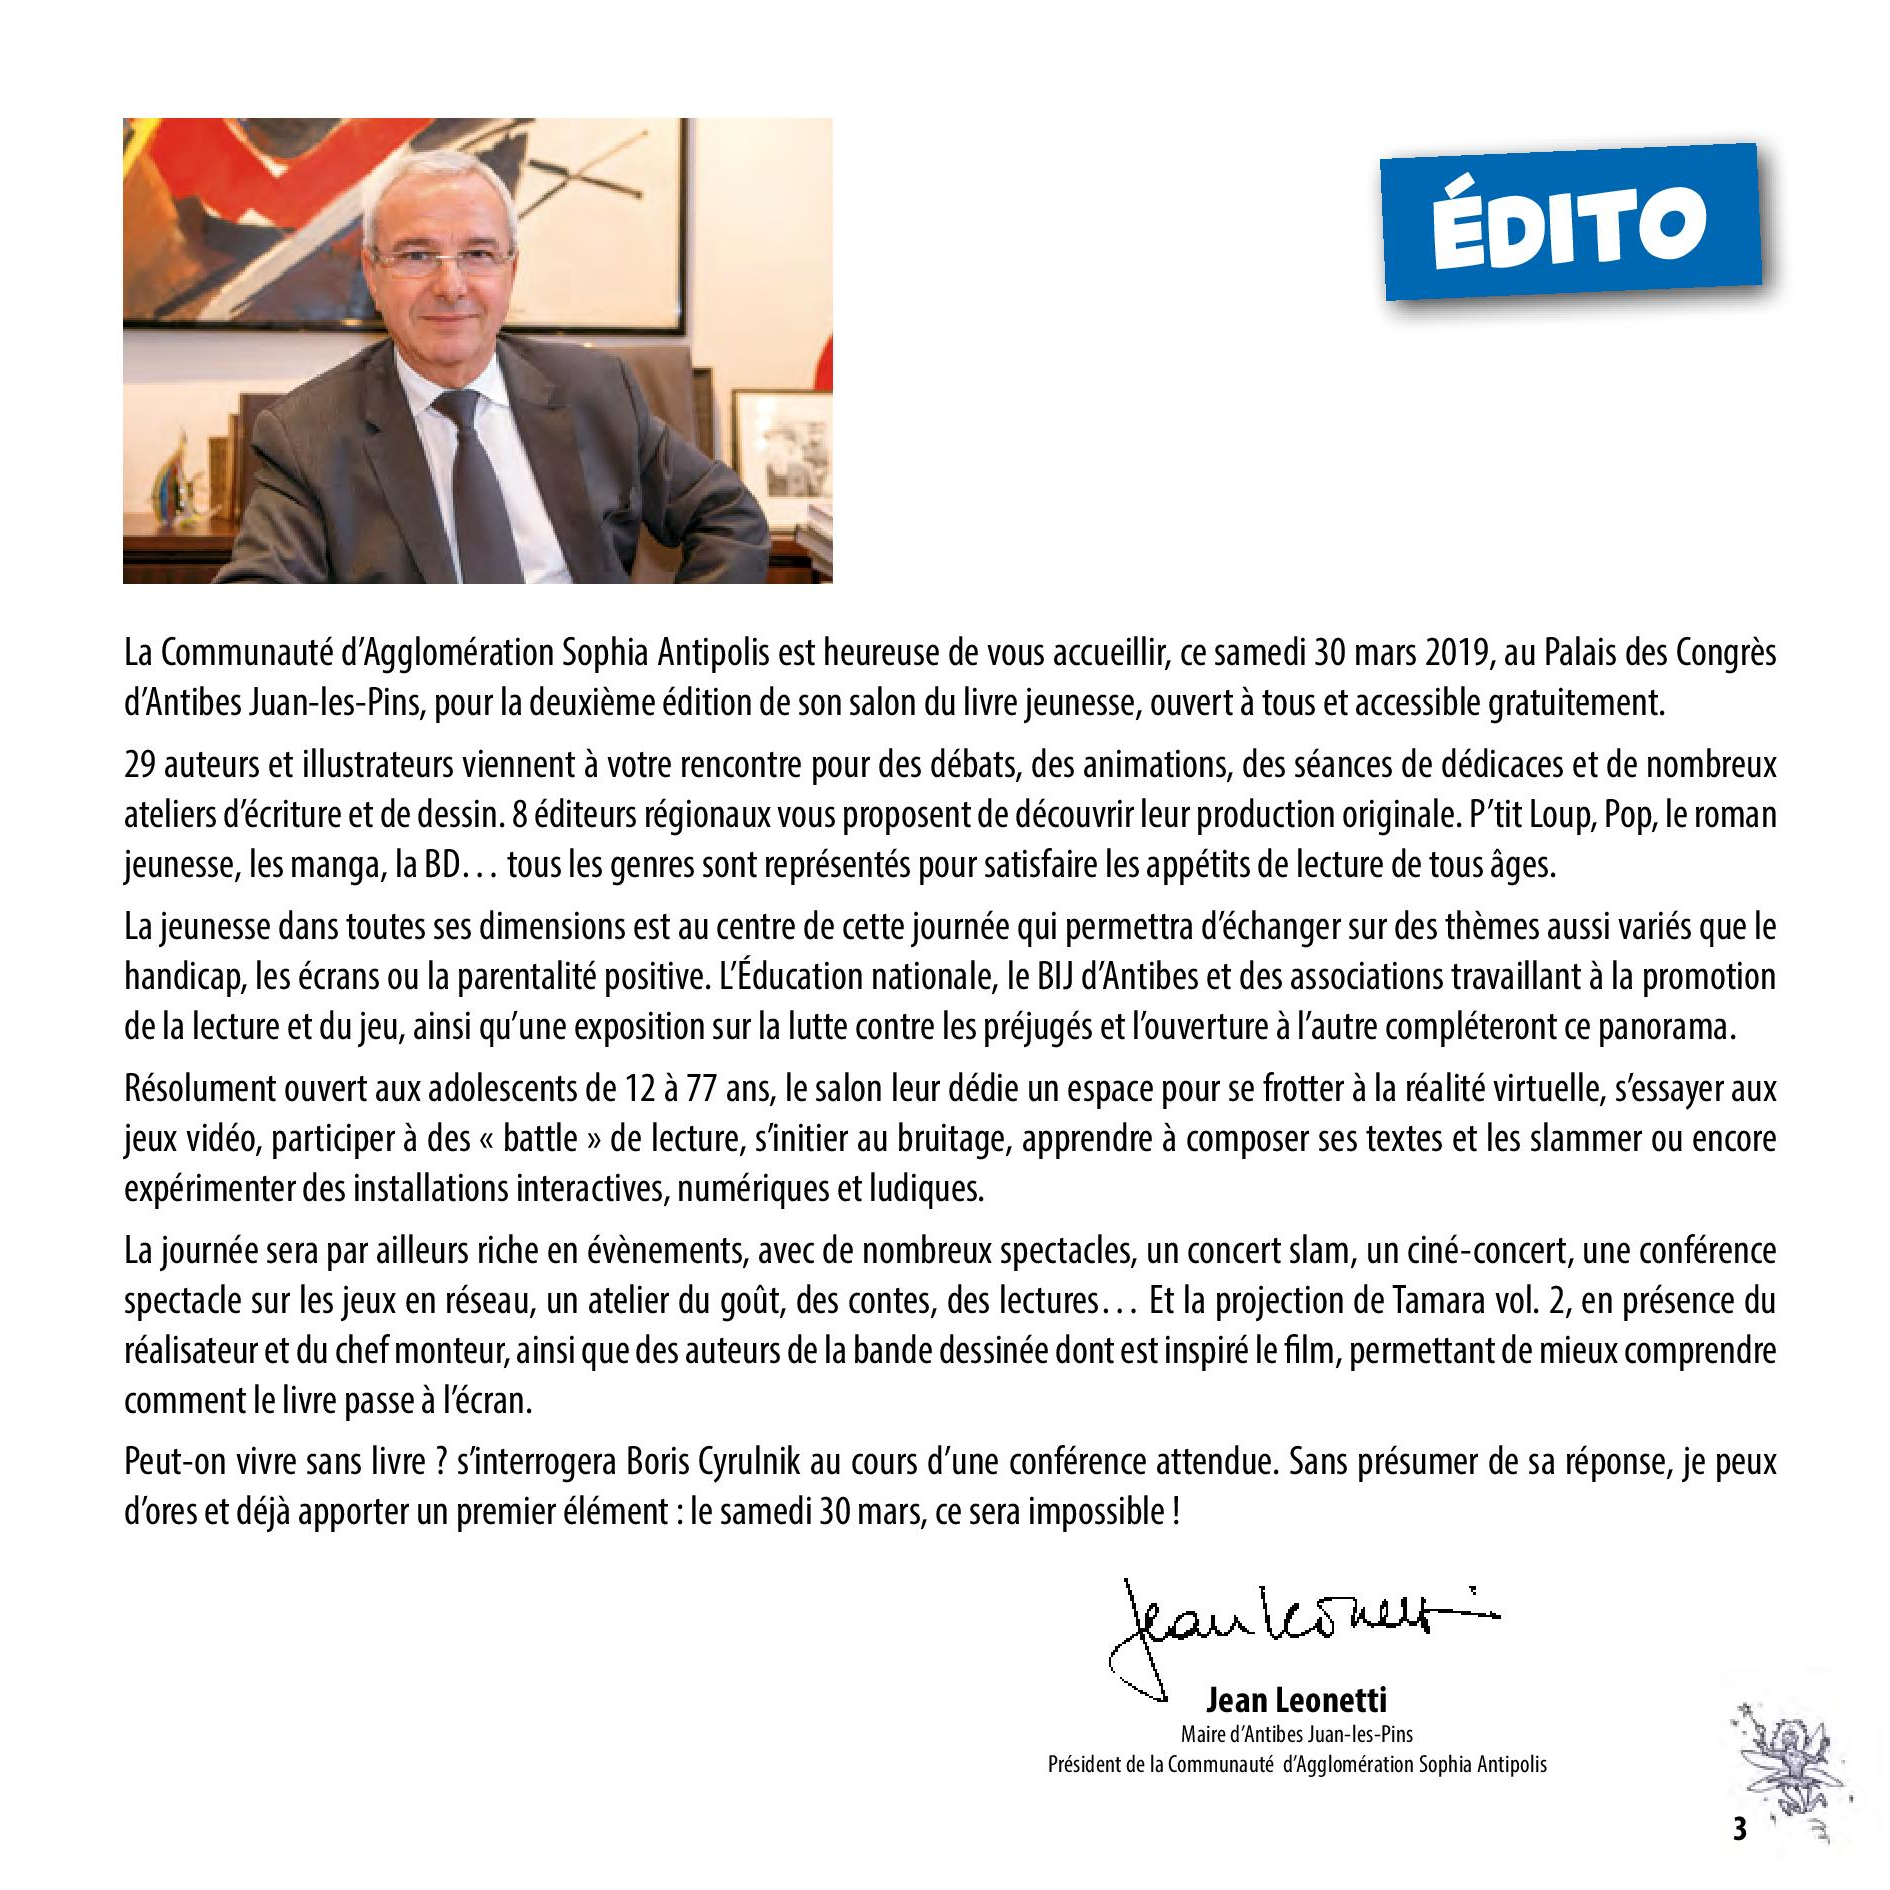 ÉDITO
La Communauté d’Agglomération Sophia Antipolis est heureuse de vous accueillir, ce samedi 30 mars 2019, au Palais des Congrès
d’Antibes Juan-les-Pins, pour la deuxième édition de son salon du livre jeunesse, ouvert à tous et accessible gratuitement.
29 auteurs et illustrateurs viennent à votre rencontre pour des débats, des animations, des séances de dédicaces et de nombreux
ateliers d’écriture et de dessin. 8 éditeurs régionaux vous proposent de découvrir leur production originale. P’tit Loup, Pop, le roman
jeunesse, les manga, la BD… tous les genres sont représentés pour satisfaire les appétits de lecture de tous âges.
La jeunesse dans toutes ses dimensions est au centre de cette journée qui permettra d’échanger sur des thèmes aussi variés que le
handicap, les écrans ou la parentalité positive. L’Éducation nationale, le BIJ d’Antibes et des associations travaillant à la promotion
de la lecture et du jeu, ainsi qu’une exposition sur la lutte contre les préjugés et l’ouverture à l’autre compléteront ce panorama.
Résolument ouvert aux adolescents de 12 à 77 ans, le salon leur dédie un espace pour se frotter à la réalité virtuelle, s’essayer aux
jeux vidéo, participer à des « battle » de lecture, s’initier au bruitage, apprendre à composer ses textes et les slammer ou encore
expérimenter des installations interactives, numériques et ludiques.
La journée sera par ailleurs riche en évènements, avec de nombreux spectacles, un concert slam, un ciné-concert, une conférence
spectacle sur les jeux en réseau, un atelier du goût, des contes, des lectures… Et la projection de Tamara vol. 2, en présence du
réalisateur et du chef monteur, ainsi que des auteurs de la bande dessinée dont est inspiré le film, permettant de mieux comprendre
comment le livre passe à l’écran.
Peut-on vivre sans livre ? s’interrogera Boris Cyrulnik au cours d’une conférence attendue. Sans présumer de sa réponse, je peux
d’ores et déjà apporter un premier élément : le samedi 30 mars, ce sera impossible !
Jean Leonetti
Jean Leonetti
Maire d’Antibes Juan-les-Pins
Président de la Communauté d’Agglomération Sophia Antipolis
3